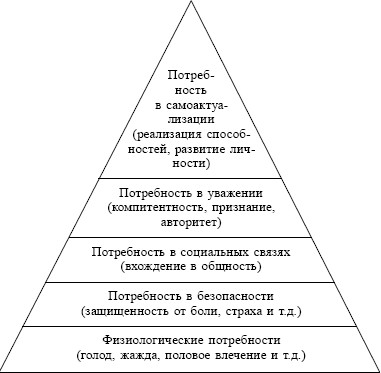 Потреб-
ность
в самоактуа-
лизации
(реализация способ-
ностей, развитие лич-
ности)
Потребность в уважении
(компитентность, признание,
авторитет)
Потребность в социальных связях
(вхождение в общность)
Потребность в безопасности
(защищенность от боли, страха и т.д.)
Физиологические потребности
(голод, жажда, половое влечение и т.д.)